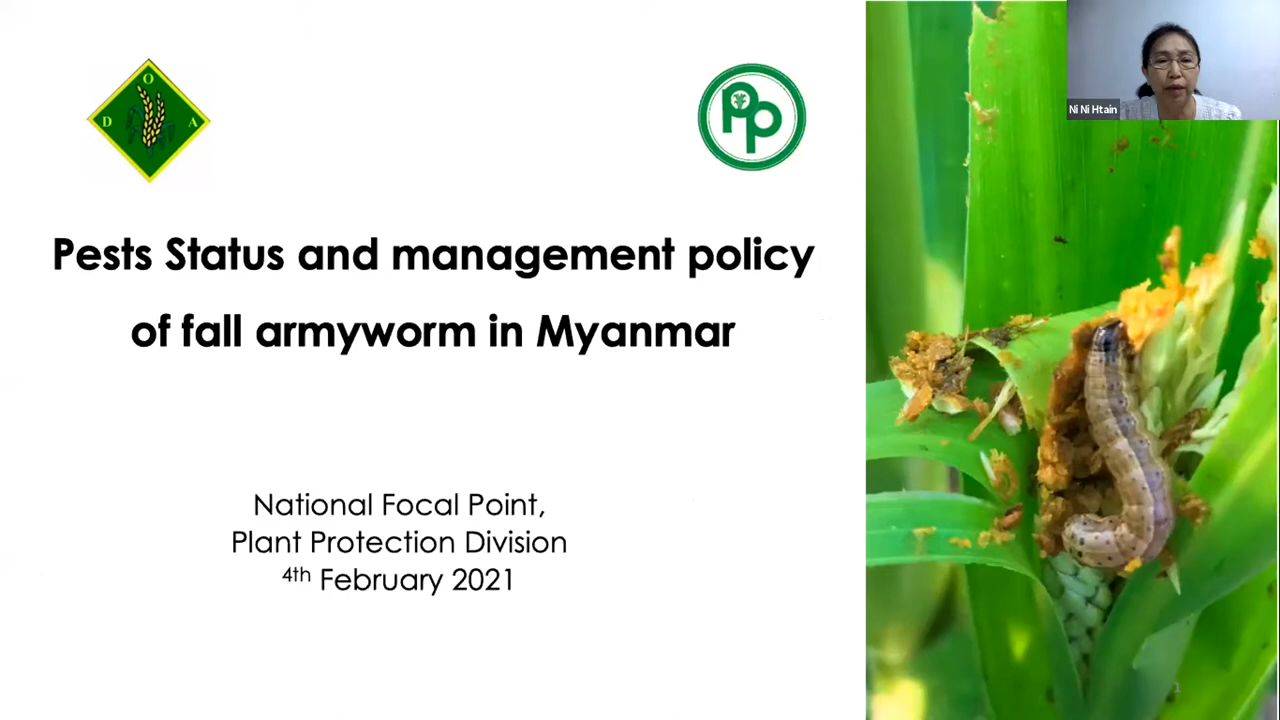 O
D A
Pp
Ni Ni Htain
Pests Status and management policy
of fall armyworm in Myanmar
National Focal Point,
Plant Protection Division
4th February 2021